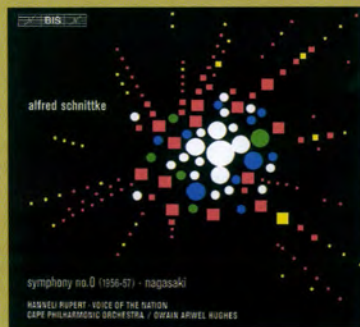 BIS
alfred schnittke
symphony no.0 (1956-57) · nagasaki
HANNELI RUPERT · VOICE OF THE NATION
CAPE PHILHARMONIC ORCHESTRA / OWAIN ARWEL HUGHES